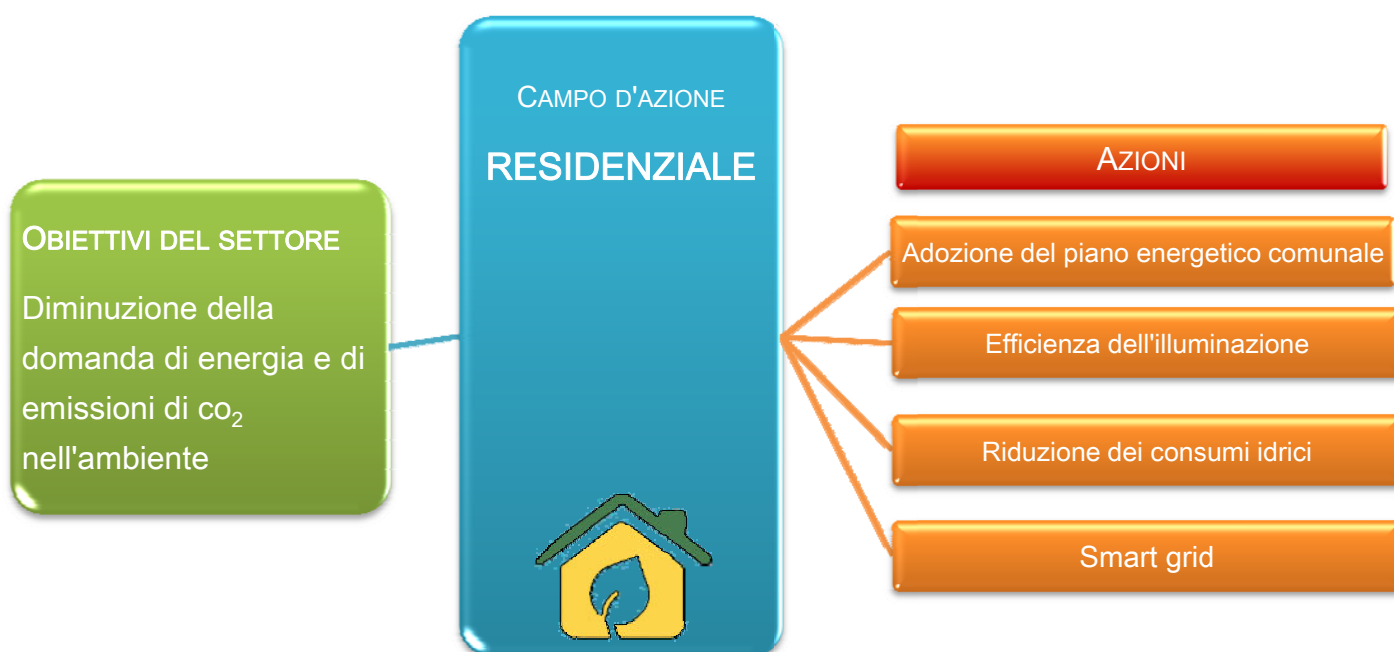 OBIETTIVI DEL SETTORE
Diminuzione della
domanda di energia e di
emissioni di co₂
nell'ambiente
CAMPO D'AZIONE
RESIDENZIALE
AZIONI
Adozione del piano energetico comunale
Efficienza dell'illuminazione
Riduzione dei consumi idrici
Smart grid